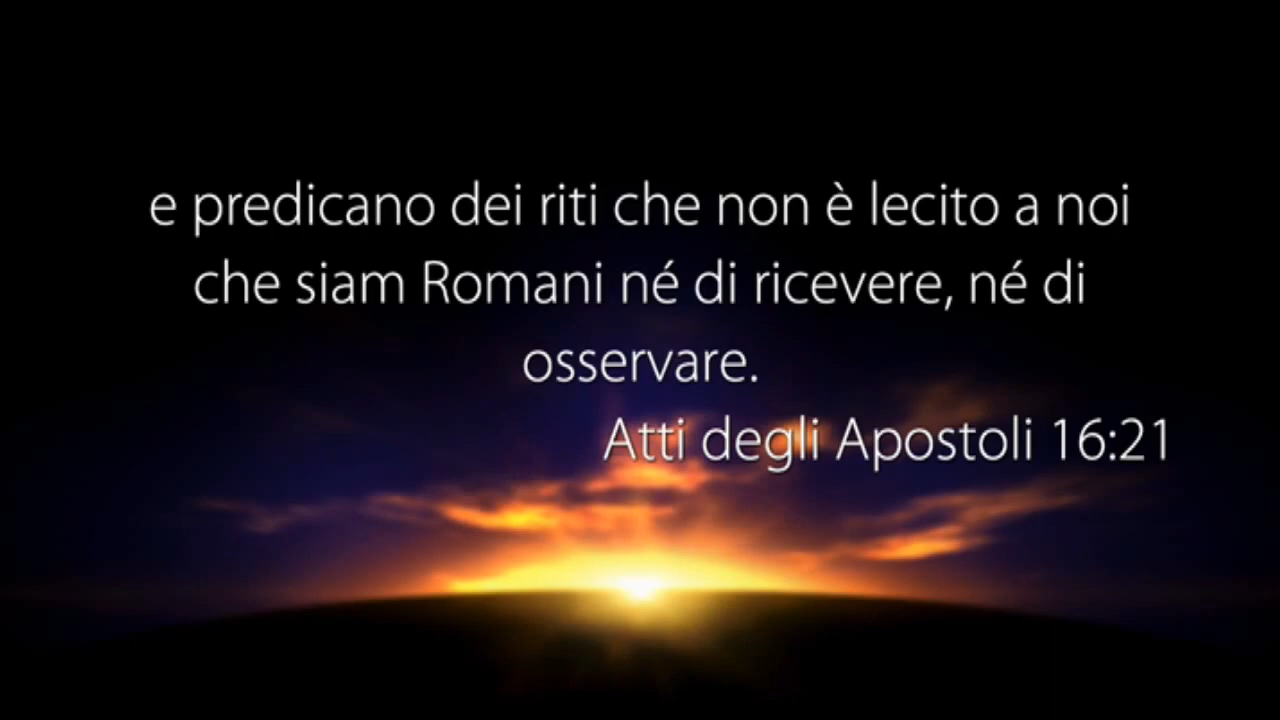 e predicano dei riti che non è lecito a noi
che siam Romani né di ricevere, né di
osservare.
Atti degli Apostoli 16:21